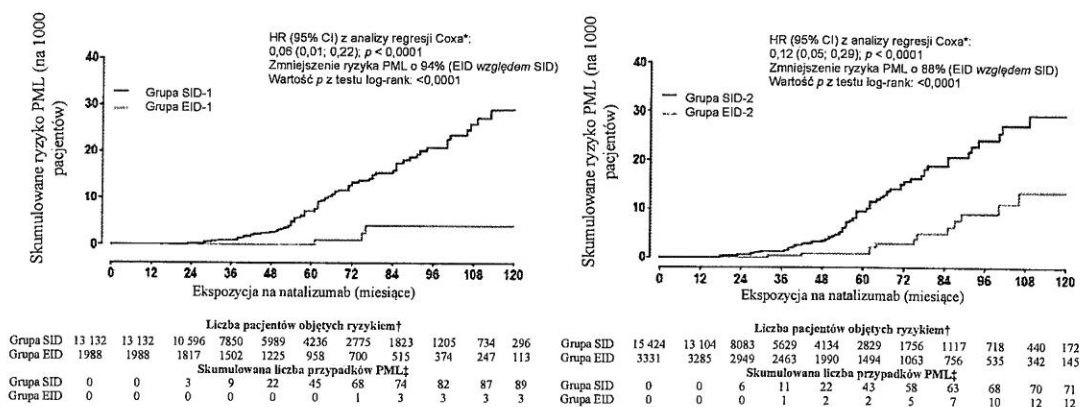 HR (95% CI) z analizy regresji Coxa*:
0,06 (0,01; 0,22); p < 0,0001
Zmniejszenie ryzyka PML o 94% (EID względem SID)
Wartość p z testu log-rank: <0,0001
Skumulowane ryzyko PML (na 1000
pacjentów)
40
30
20
10
0
Grupa SID-1
Grupa EID-1
0 12 24 36 48 60 72 84 96 108 120
Ekspozycja na natalizumab (miesiące)
Liczba pacjentów objętych ryzykiem†
Grupa SID 13 132 13 132 10 596 7850 5989 4236 2775 1823 1205 734 296
Grupa EID 1988 1988 1817 1502 1225 958 700 515 374 247 113
Skumulowana liczba przypadków PML‡
Grupa SID 0 0 3 9 22 45 68 74 82 87 89
Grupa EID 0 0 0 0 0 0 1 3 3 3 3
HR (95% CI) z analizy regresji Coxa*:
0,12 (0,05; 0,29); p < 0,0001
Zmniejszenie ryzyka PML o 88% (EID względem SID)
Wartość p z testu log-rank: <0,0001
Skumulowane ryzyko PML (na 1000
pacjentów)
40
30
20
10
0
Grupa SID-2
Grupa EID-2
0 12 24 36 48 60 72 84 96 108 120
Ekspozycja na natalizumab (miesiące)
Liczba pacjentów objętych ryzykiem†
Grupa SID 15 424 13 104 8083 5629 4134 2829 1756 1117 718 440 172
Grupa EID 3331 3285 2949 2463 1990 1494 1063 756 535 342 145
Skumulowana liczba przypadków PML‡
Grupa SID 0 0 6 11 22 43 58 63 68 70 71
Grupa EID 0 0 0 1 2 2 5 7 10 12 12